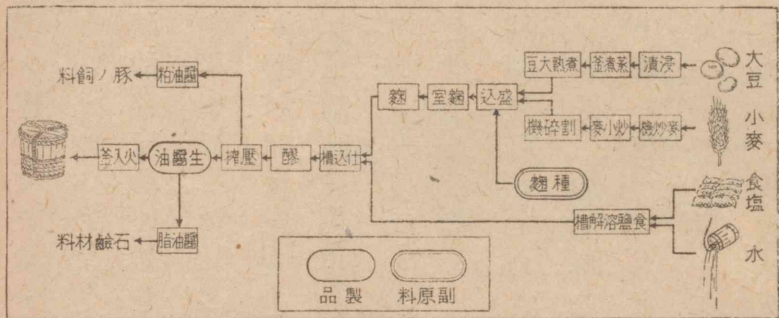 大豆
浸漬
蒸煮釜
煮熟大豆
小麥
麥炒機
炒小麥
割碎機
盛込
麴室
麴
種麴
食塩
水
食鹽溶解槽
仕込槽
醪
壓搾
醬油粕
豚ノ飼料
生醬油
火入釜
醬油脂
石鹼材料
副原料
製品